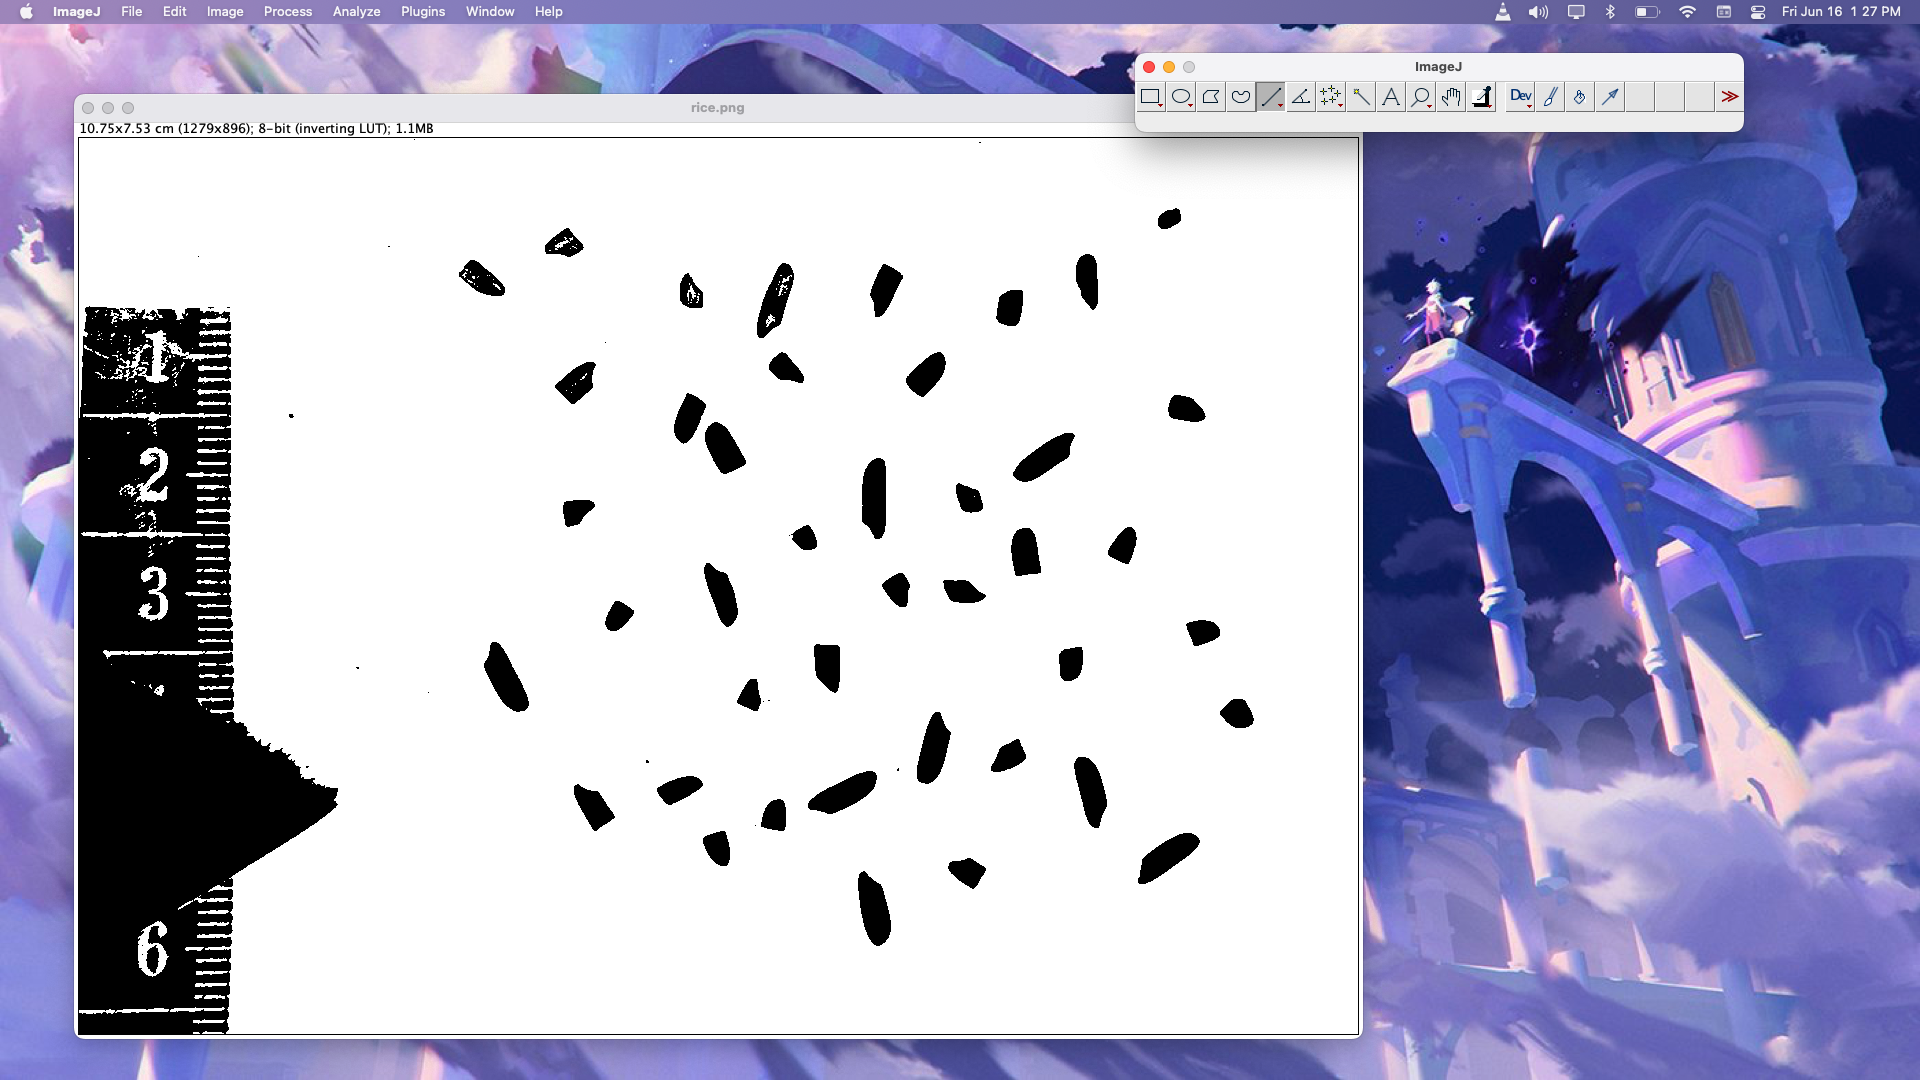 ImageJ File Edit Image Process Analyze Plugins Window Help Fri Jun 16 1 27 PM
ImageJ
Dev
rice.png
10.75x7.53 cm (1279x896); 8-bit (inverting LUT); 1.1MB
1
2
3
6